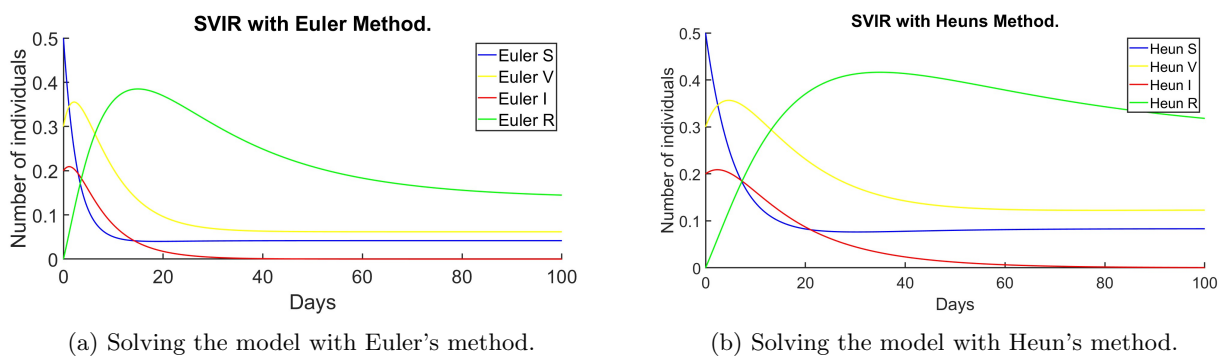 SVIR with Euler Method.
Number of individuals
0.5
0.4
0.3
0.2
0.1
0
0
20
40
60
80
100
Days
Euler S
Euler V
Euler I
Euler R
(a) Solving the model with Euler's method.
SVIR with Heuns Method.
Number of individuals
0.5
0.4
0.3
0.2
0.1
0
0
20
40
60
80
100
Days
Heun S
Heun V
Heun I
Heun R
(b) Solving the model with Heun's method.